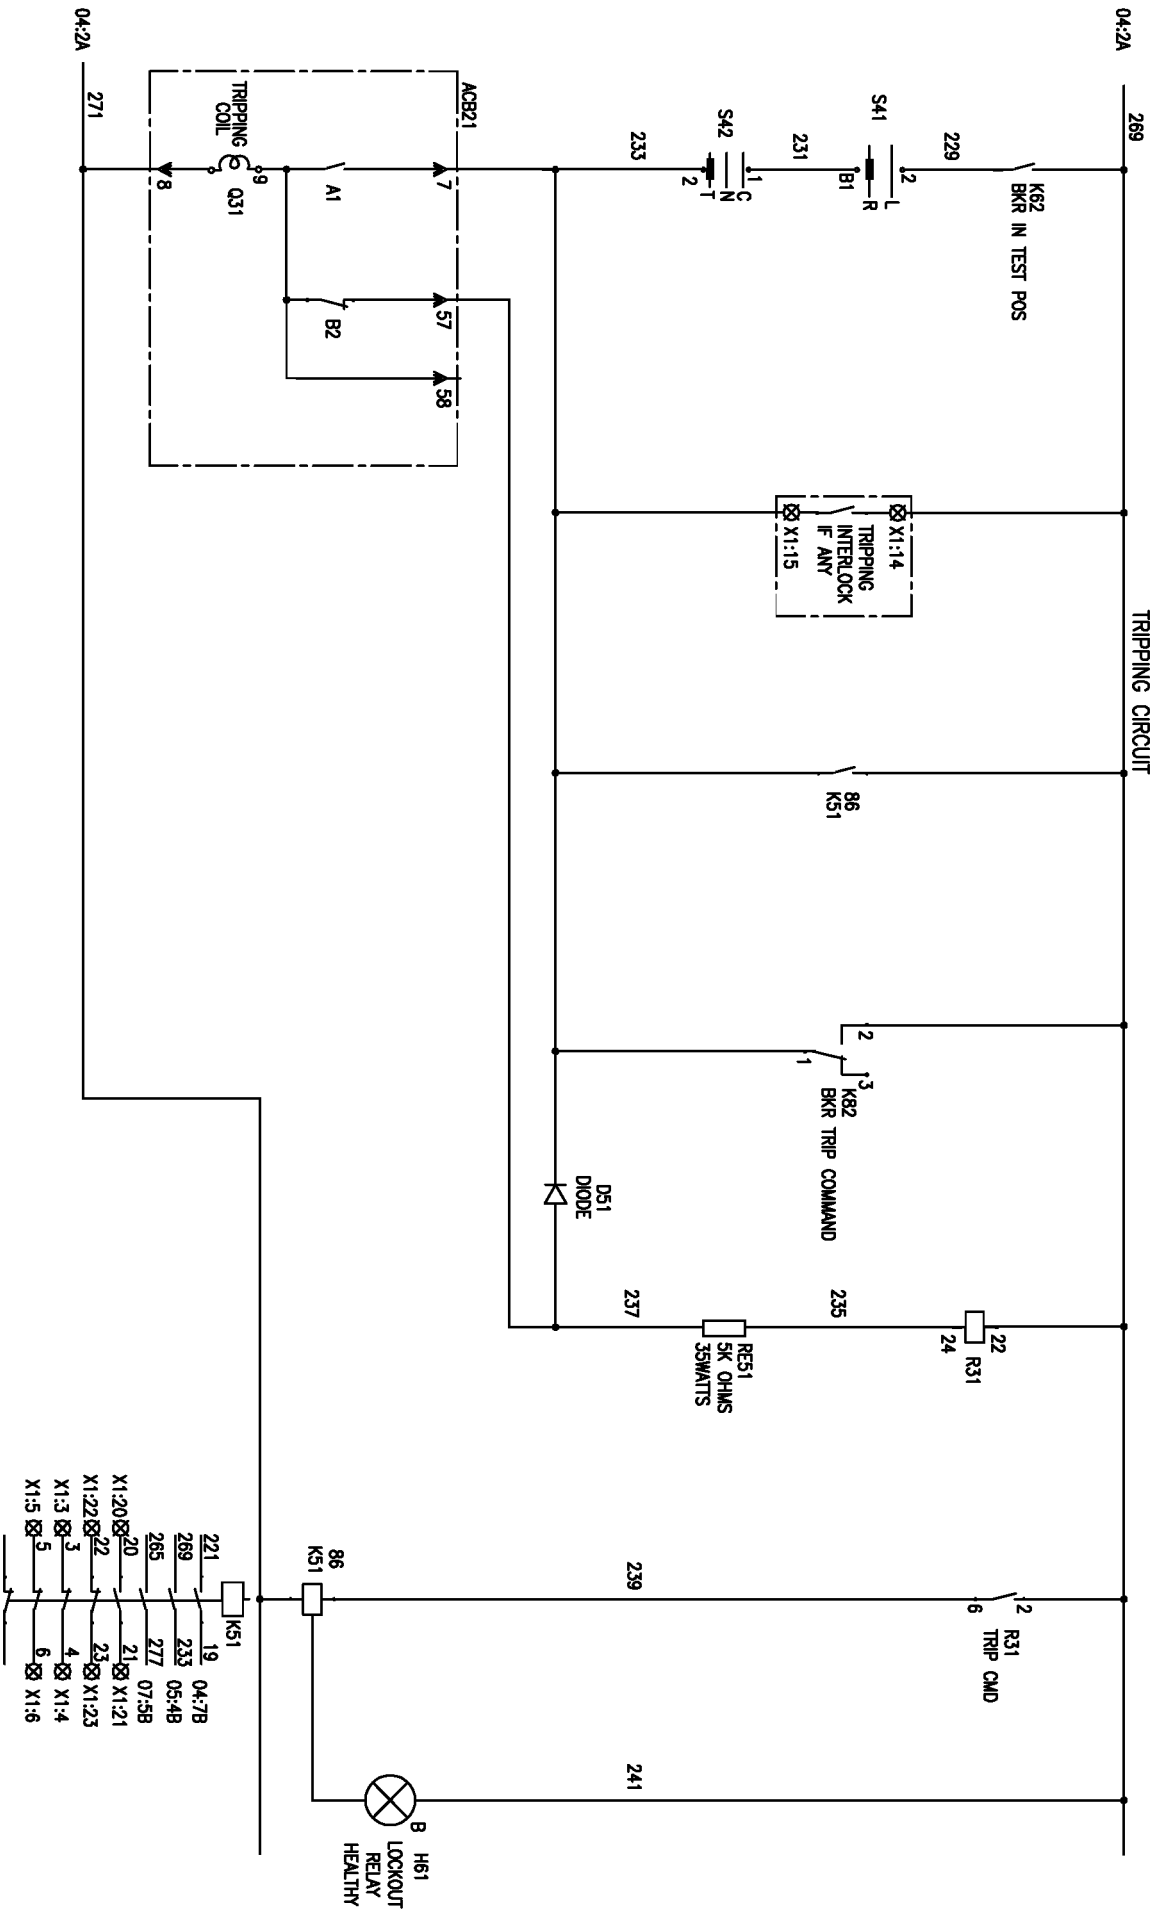 TRIPPING CIRCUIT
04:2A
269
K62
BKR IN TEST POS
229
S41
2
L
R
B1
231
S42
1
C
N
T
2
233
X1:14
TRIPPING
INTERLOCK
IF ANY
X1:15
86
K51
2
3
1
K82
BKR TRIP COMMAND
D51
DIODE
22
R31
24
235
RE51
5K OHMS
35WATTS
237
2
R31
TRIP CMD
6
239
241
B
H61
LOCKOUT
RELAY
HEALTHY
86
K51
ACB21
7
57
58
A1
B2
9
TRIPPING
COIL
Q31
8
04:2A
271
K51
221
19
04:7B
269
233
05:4B
265
277
07:5B
X1:20
20
21
X1:21
X1:22
22
23
X1:23
X1:3
3
4
X1:4
X1:5
5
6
X1:6